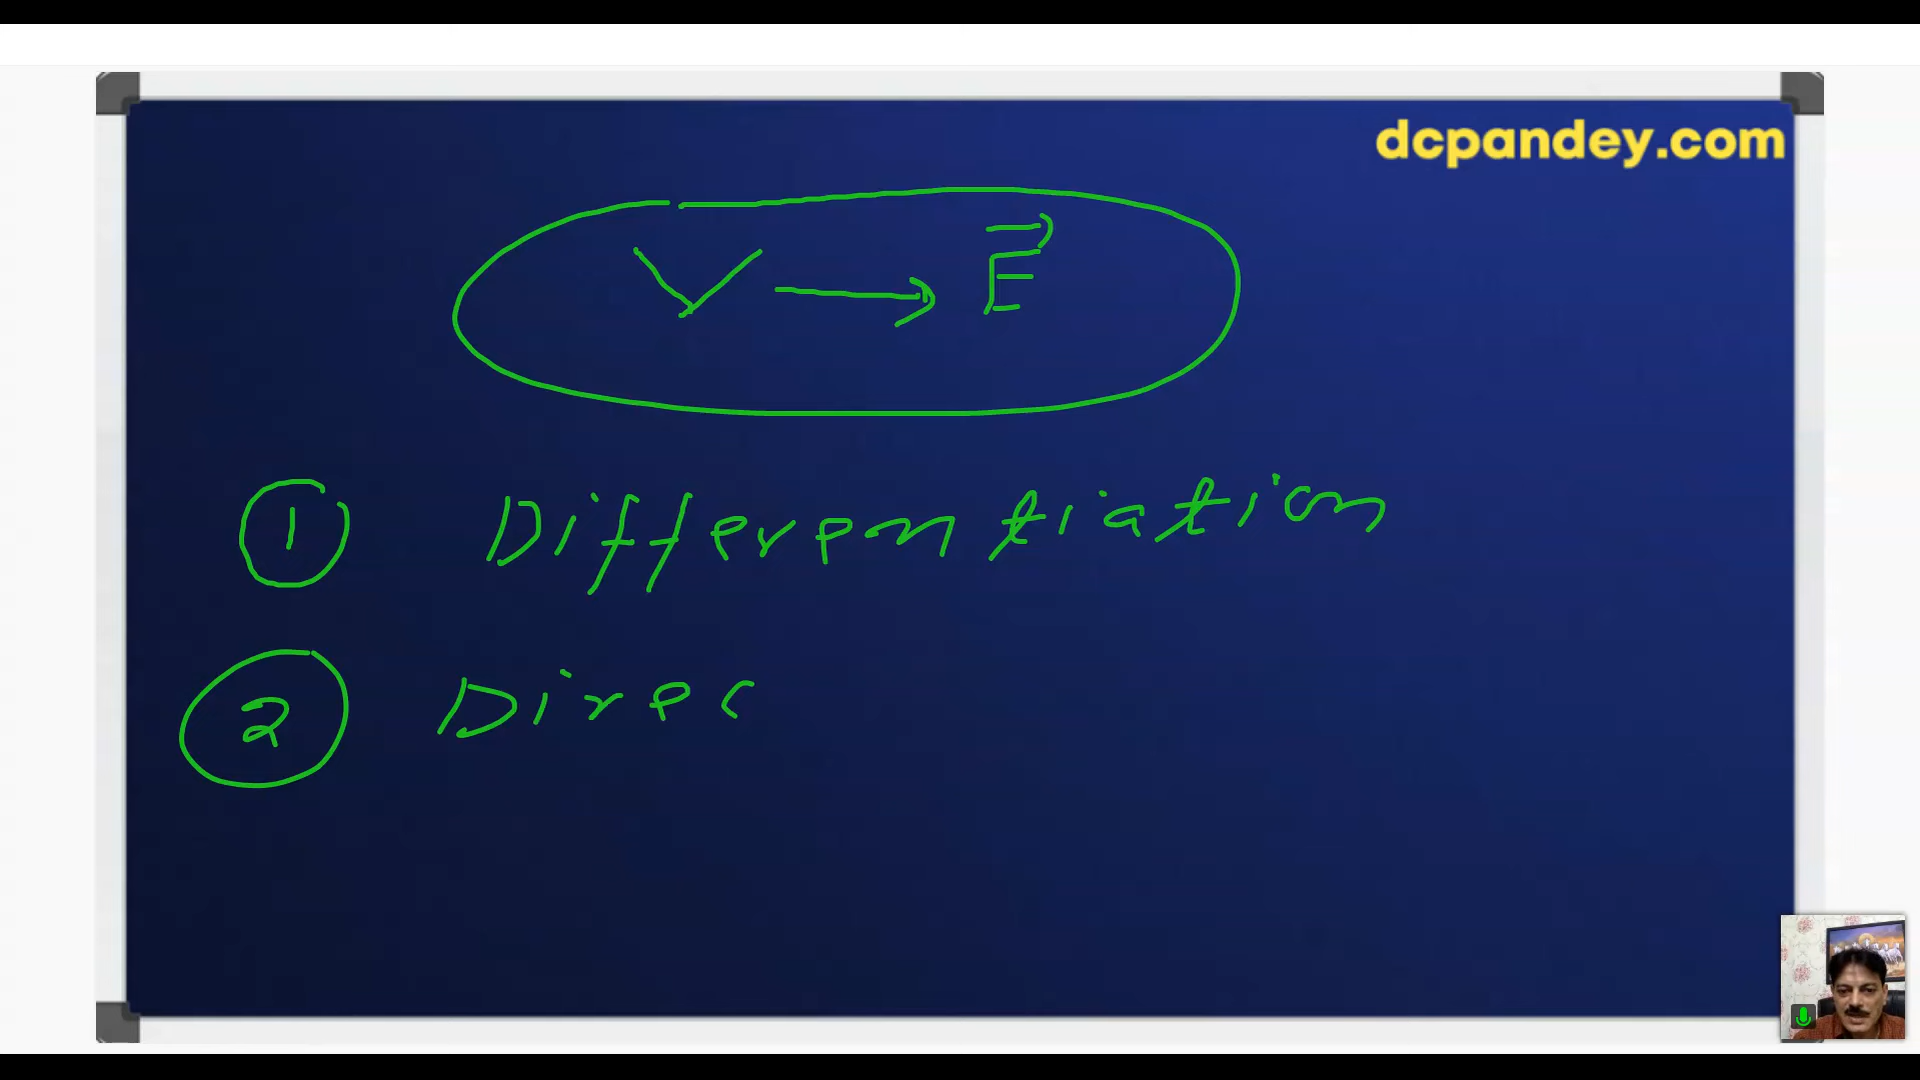 dcpandey.com
V → E⃗
1 Differentiation
2 Direc